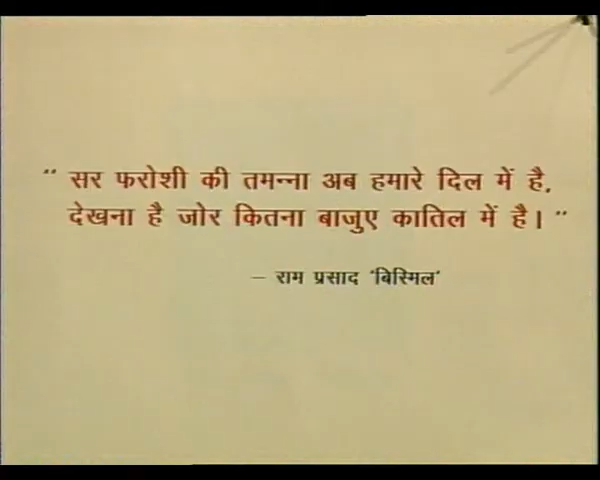 " सर फरोशी की तमन्ना अब हमारे दिल में है,
देखना है जोर कितना बाजुए कातिल में है। "
– राम प्रसाद 'बिस्मिल'